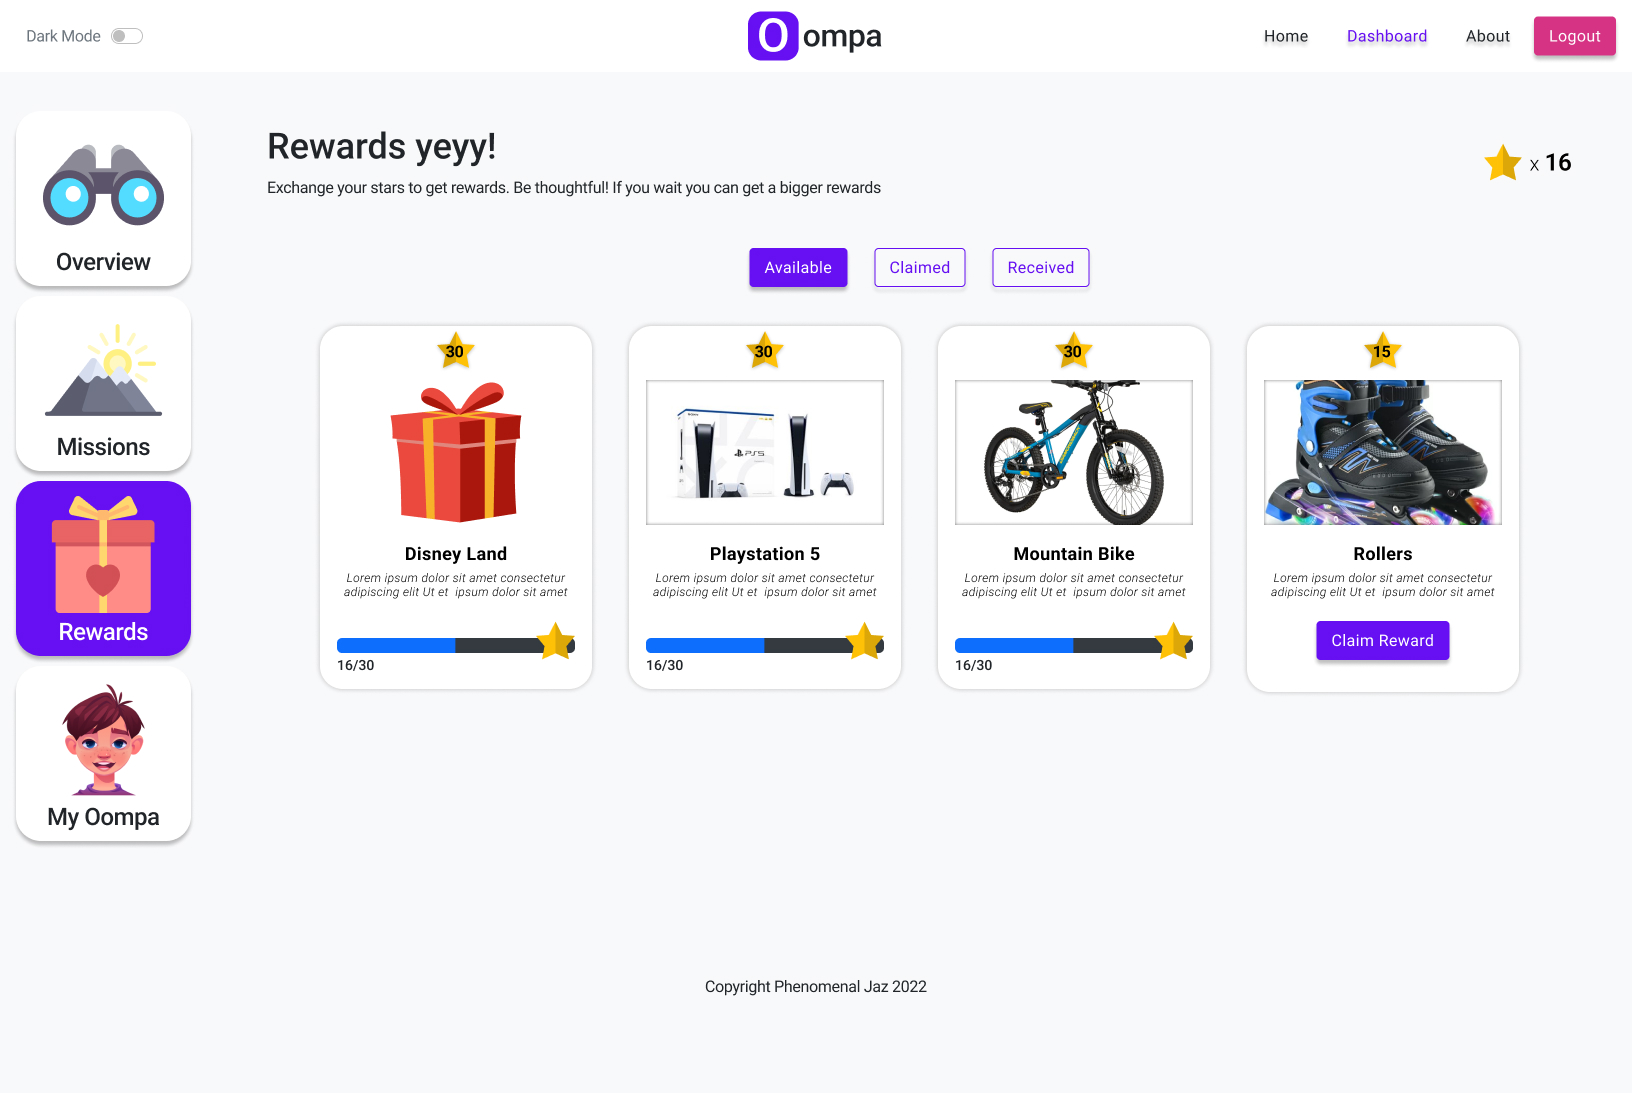 Dark Mode
Oompa
Home
Dashboard
About
Logout
Overview
Missions
Rewards
My Oompa
Rewards yeyy!
Exchange your stars to get rewards. Be thoughtful! If you wait you can get a bigger rewards
x 16
Available
Claimed
Received
30
Disney Land
Lorem ipsum dolor sit amet consectetur
adipiscing elit Ut et ipsum dolor sit amet
16/30
30
SONY
PS5
Playstation 5
Lorem ipsum dolor sit amet consectetur
adipiscing elit Ut et ipsum dolor sit amet
16/30
30
Mountain Bike
Lorem ipsum dolor sit amet consectetur
adipiscing elit Ut et ipsum dolor sit amet
16/30
15
Rollers
Lorem ipsum dolor sit amet consectetur
adipiscing elit Ut et ipsum dolor sit amet
Claim Reward
Copyright Phenomenal Jaz 2022